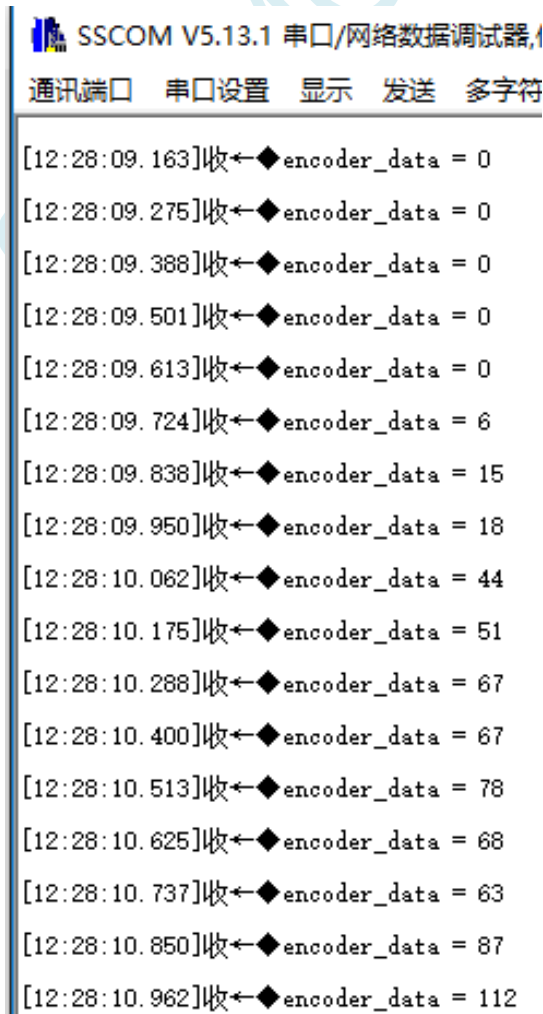 SSCOM V5.13.1 串口/网络数据调试器,
通讯端口 串口设置 显示 发送 多字符
[12:28:09.163]收←◆encoder_data = 0
[12:28:09.275]收←◆encoder_data = 0
[12:28:09.388]收←◆encoder_data = 0
[12:28:09.501]收←◆encoder_data = 0
[12:28:09.613]收←◆encoder_data = 0
[12:28:09.724]收←◆encoder_data = 6
[12:28:09.838]收←◆encoder_data = 15
[12:28:09.950]收←◆encoder_data = 18
[12:28:10.062]收←◆encoder_data = 44
[12:28:10.175]收←◆encoder_data = 51
[12:28:10.288]收←◆encoder_data = 67
[12:28:10.400]收←◆encoder_data = 67
[12:28:10.513]收←◆encoder_data = 78
[12:28:10.625]收←◆encoder_data = 68
[12:28:10.737]收←◆encoder_data = 63
[12:28:10.850]收←◆encoder_data = 87
[12:28:10.962]收←◆encoder_data = 112